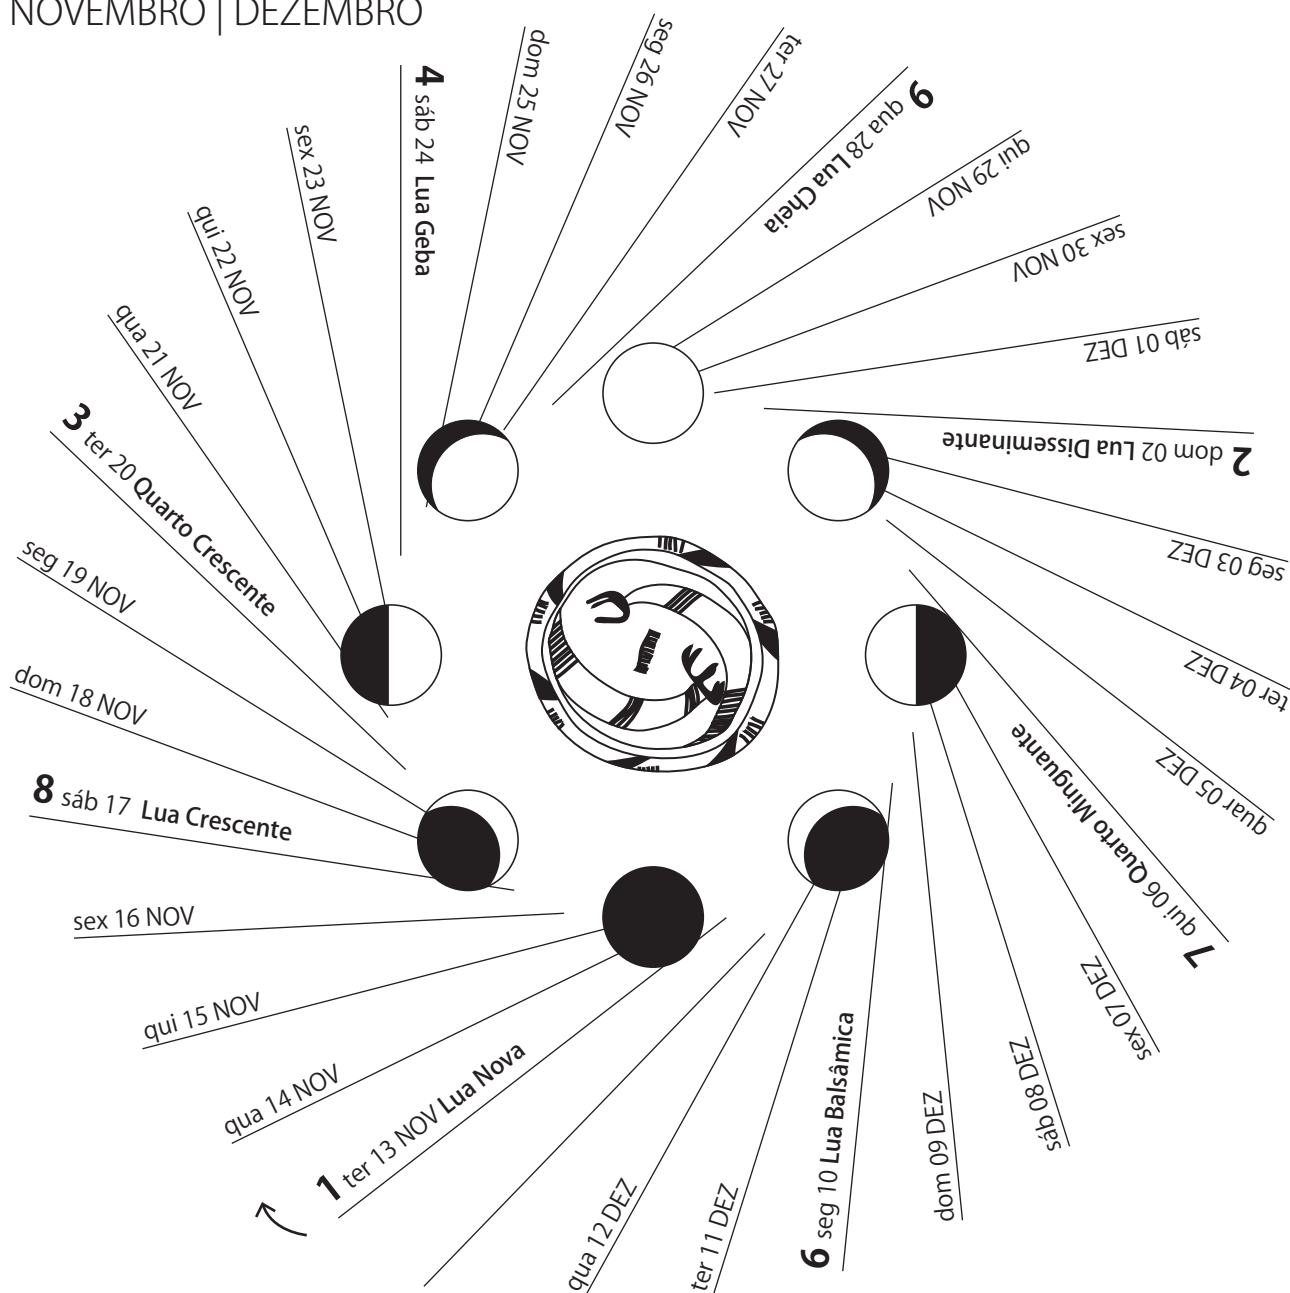 NOVEMBRO | DEZEMBRO
1 ter 13 NOV Lua Nova
qua 14 NOV
qui 15 NOV
sex 16 NOV
8 sáb 17 Lua Crescente
dom 18 NOV
seg 19 NOV
3 ter 20 Quarto Crescente
qua 21 NOV
qui 22 NOV
sex 23 NOV
4 sáb 24 Lua Geba
dom 25 NOV
seg 26 NOV
ter 27 NOV
9 qua 28 Lua Cheia
qui 29 NOV
sex 30 NOV
sáb 01 DEZ
2 dom 02 Lua Disseminante
seg 03 DEZ
ter 04 DEZ
quar 05 DEZ
7 qui 06 Quarto Minguante
sex 07 DEZ
sáb 08 DEZ
dom 09 DEZ
6 seg 10 Lua Balsâmica
ter 11 DEZ
qua 12 DEZ